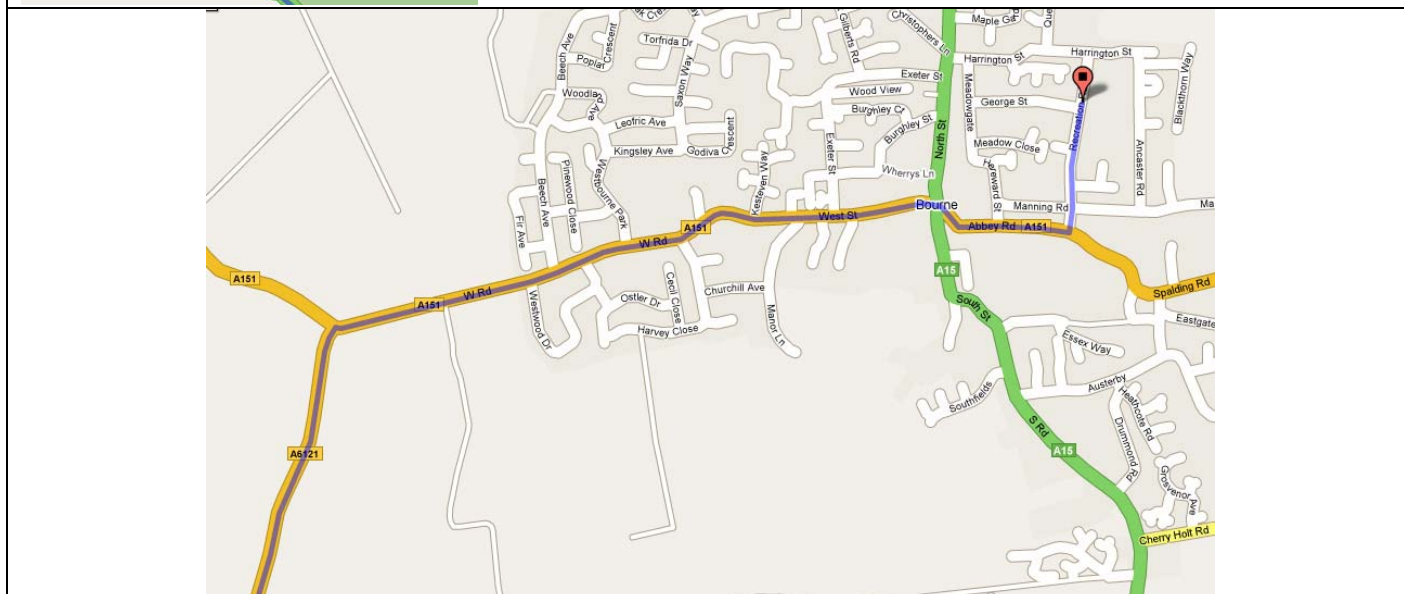 Maple Ga
Harrington St
Harrington St
Torfrida Dr
Gilberts Rd
Beech Ave
Poplar Crescent
Saxon Way
Exeter St
Wood View
Meadowgate
George St
Blackthorn Way
Leofric Ave
Burghley St
North St
Kingsley Ave
Godiva Crescent
Meadow Close
Recreation
Ancaster Rd
Pinewood Close
Westbourne Park
Kesteven Way
Exeter St
Wherrys Ln
Hereward St
Beech Ave
Fir Ave
Bourne
Manning Rd
Ma
West St
A151
W Rd
Abbey Rd
A151
A151
A15
Spalding Rd
W Rd
A151
Cecil Close
Churchill Ave
Ostler Dr
Westwood Dr
Harvey Close
Manor Ln
South St
Eastgate
Essex Way
Austerby
Southfields
Heathcote Rd
Drummond Rd
S Rd
A15
A6121
Grosvenor Ave
Cherry Holt Rd